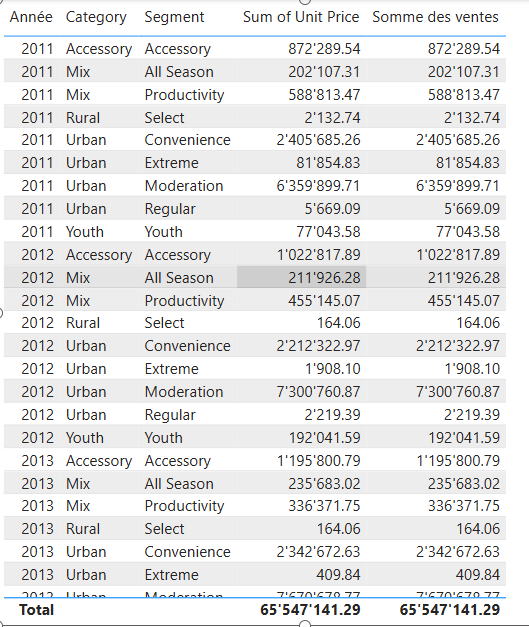 Année Category Segment Sum of Unit Price Somme des ventes
2011 Accessory Accessory 872'289.54 872'289.54
2011 Mix All Season 202'107.31 202'107.31
2011 Mix Productivity 588'813.47 588'813.47
2011 Rural Select 2'132.74 2'132.74
2011 Urban Convenience 2'405'685.26 2'405'685.26
2011 Urban Extreme 81'854.83 81'854.83
2011 Urban Moderation 6'359'899.71 6'359'899.71
2011 Urban Regular 5'669.09 5'669.09
2011 Youth Youth 77'043.58 77'043.58
2012 Accessory Accessory 1'022'817.89 1'022'817.89
2012 Mix All Season 211'926.28 211'926.28
2012 Mix Productivity 455'145.07 455'145.07
2012 Rural Select 164.06 164.06
2012 Urban Convenience 2'212'322.97 2'212'322.97
2012 Urban Extreme 1'908.10 1'908.10
2012 Urban Moderation 7'300'760.87 7'300'760.87
2012 Urban Regular 2'219.39 2'219.39
2012 Youth Youth 192'041.59 192'041.59
2013 Accessory Accessory 1'195'800.79 1'195'800.79
2013 Mix All Season 235'683.02 235'683.02
2013 Mix Productivity 336'371.75 336'371.75
2013 Rural Select 164.06 164.06
2013 Urban Convenience 2'342'672.63 2'342'672.63
2013 Urban Extreme 409.84 409.84
2013 Urban Moderation
Total 65'547'141.29 65'547'141.29